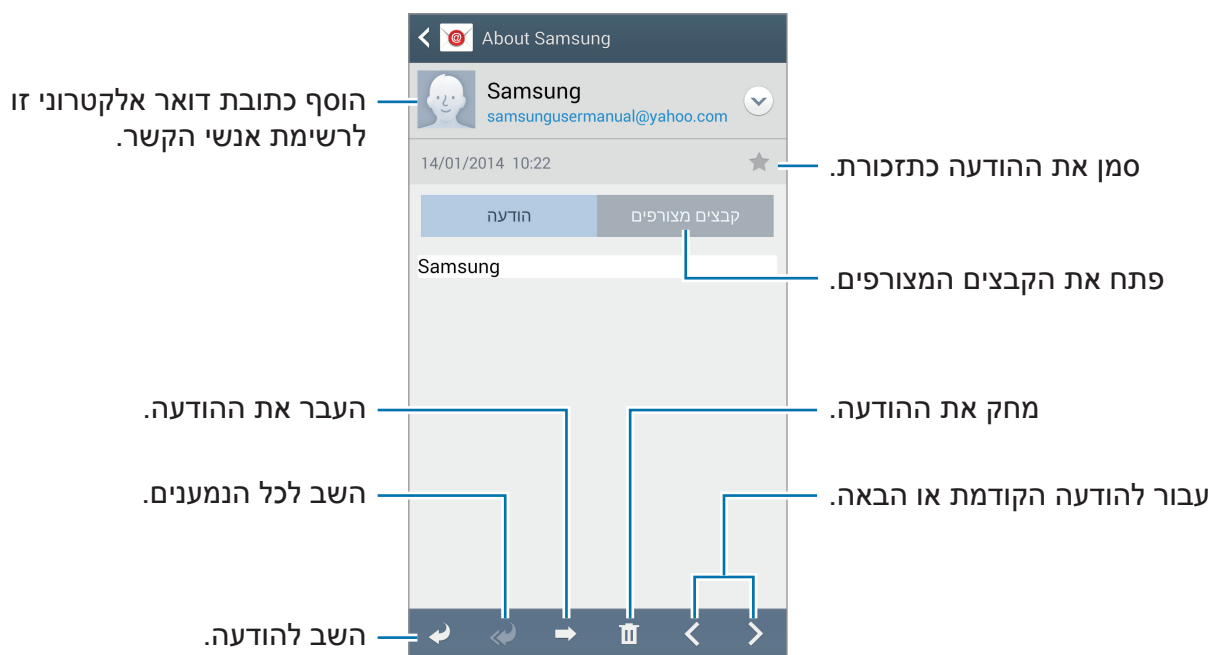 About Samsung
Samsung
samsungusermanual@yahoo.com
הוסף כתובת דואר אלקטרוני זו
לרשימת אנשי הקשר.
14/01/2014 10:22
סמן את ההודעה כתזכורת.
קבצים מצורפים
הודעה
Samsung
פתח את הקבצים המצורפים.
מחק את ההודעה.
העבר את ההודעה.
עבור להודעה הקודמת או הבאה.
השב לכל הנמענים.
השב להודעה.